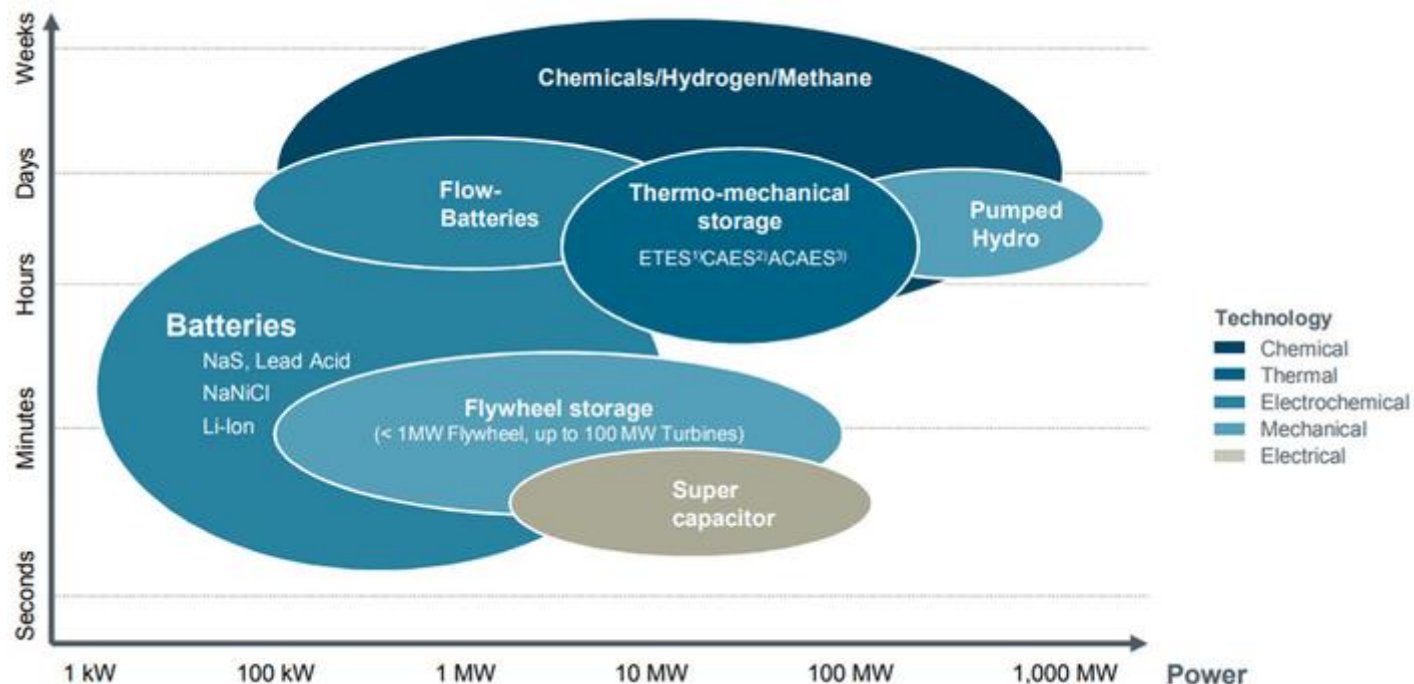 Weeks
Days
Hours
Minutes
Seconds
Chemicals/Hydrogen/Methane
Flow-
Batteries
Thermo-mechanical
storage
ETES¹⁾CAES²⁾ACAES³⁾
Pumped
Hydro
Batteries
NaS, Lead Acid
NaNiCl
Li-Ion
Flywheel storage
(< 1MW Flywheel, up to 100 MW Turbines)
Super
capacitor
Technology
Chemical
Thermal
Electrochemical
Mechanical
Electrical
1 kW 100 kW 1 MW 10 MW 100 MW 1,000 MW Power